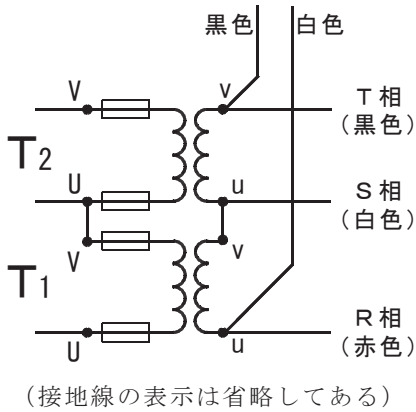 黒色 白色
V v T相
(黒色)
T2
U u S相
(白色)
V v
T1
R相
U u (赤色)
(接地線の表示は省略してある)